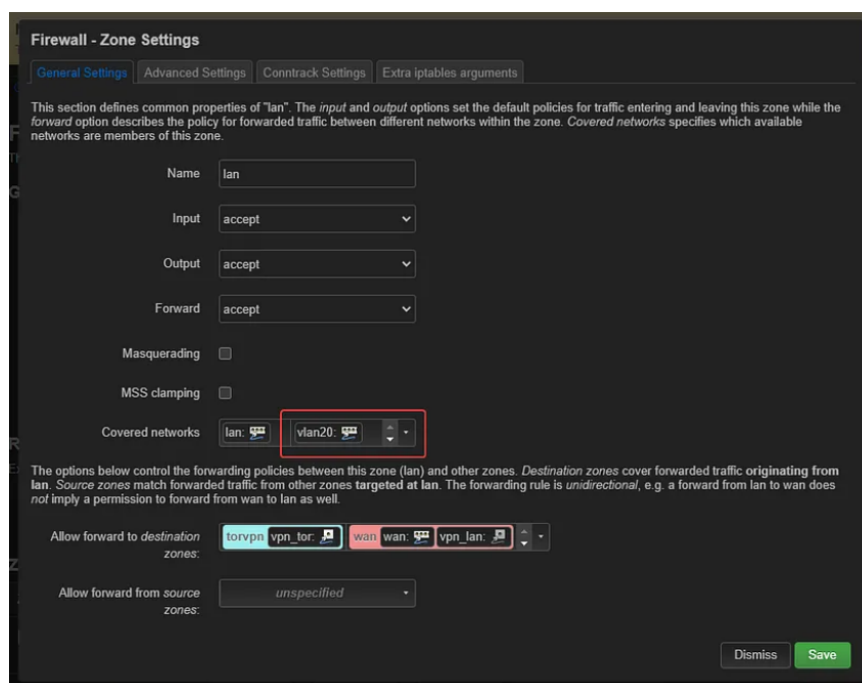 Firewall - Zone Settings
General Settings Advanced Settings Conntrack Settings Extra iptables arguments
This section defines common properties of "lan". The input and output options set the default policies for traffic entering and leaving this zone while the
forward option describes the policy for forwarded traffic between different networks within the zone. Covered networks specifies which available
networks are members of this zone.
Name lan
Input accept
Output accept
Forward accept
Masquerading
MSS clamping
Covered networks lan: vlan20:
The options below control the forwarding policies between this zone (lan) and other zones. Destination zones cover forwarded traffic originating from
lan. Source zones match forwarded traffic from other zones targeted at lan. The forwarding rule is unidirectional, e.g. a forward from lan to wan does
not imply a permission to forward from wan to lan as well.
Allow forward to destination
zones:
torvpn vpn_tor: wan wan: vpn_lan:
Allow forward from source
zones:
unspecified
Dismiss Save